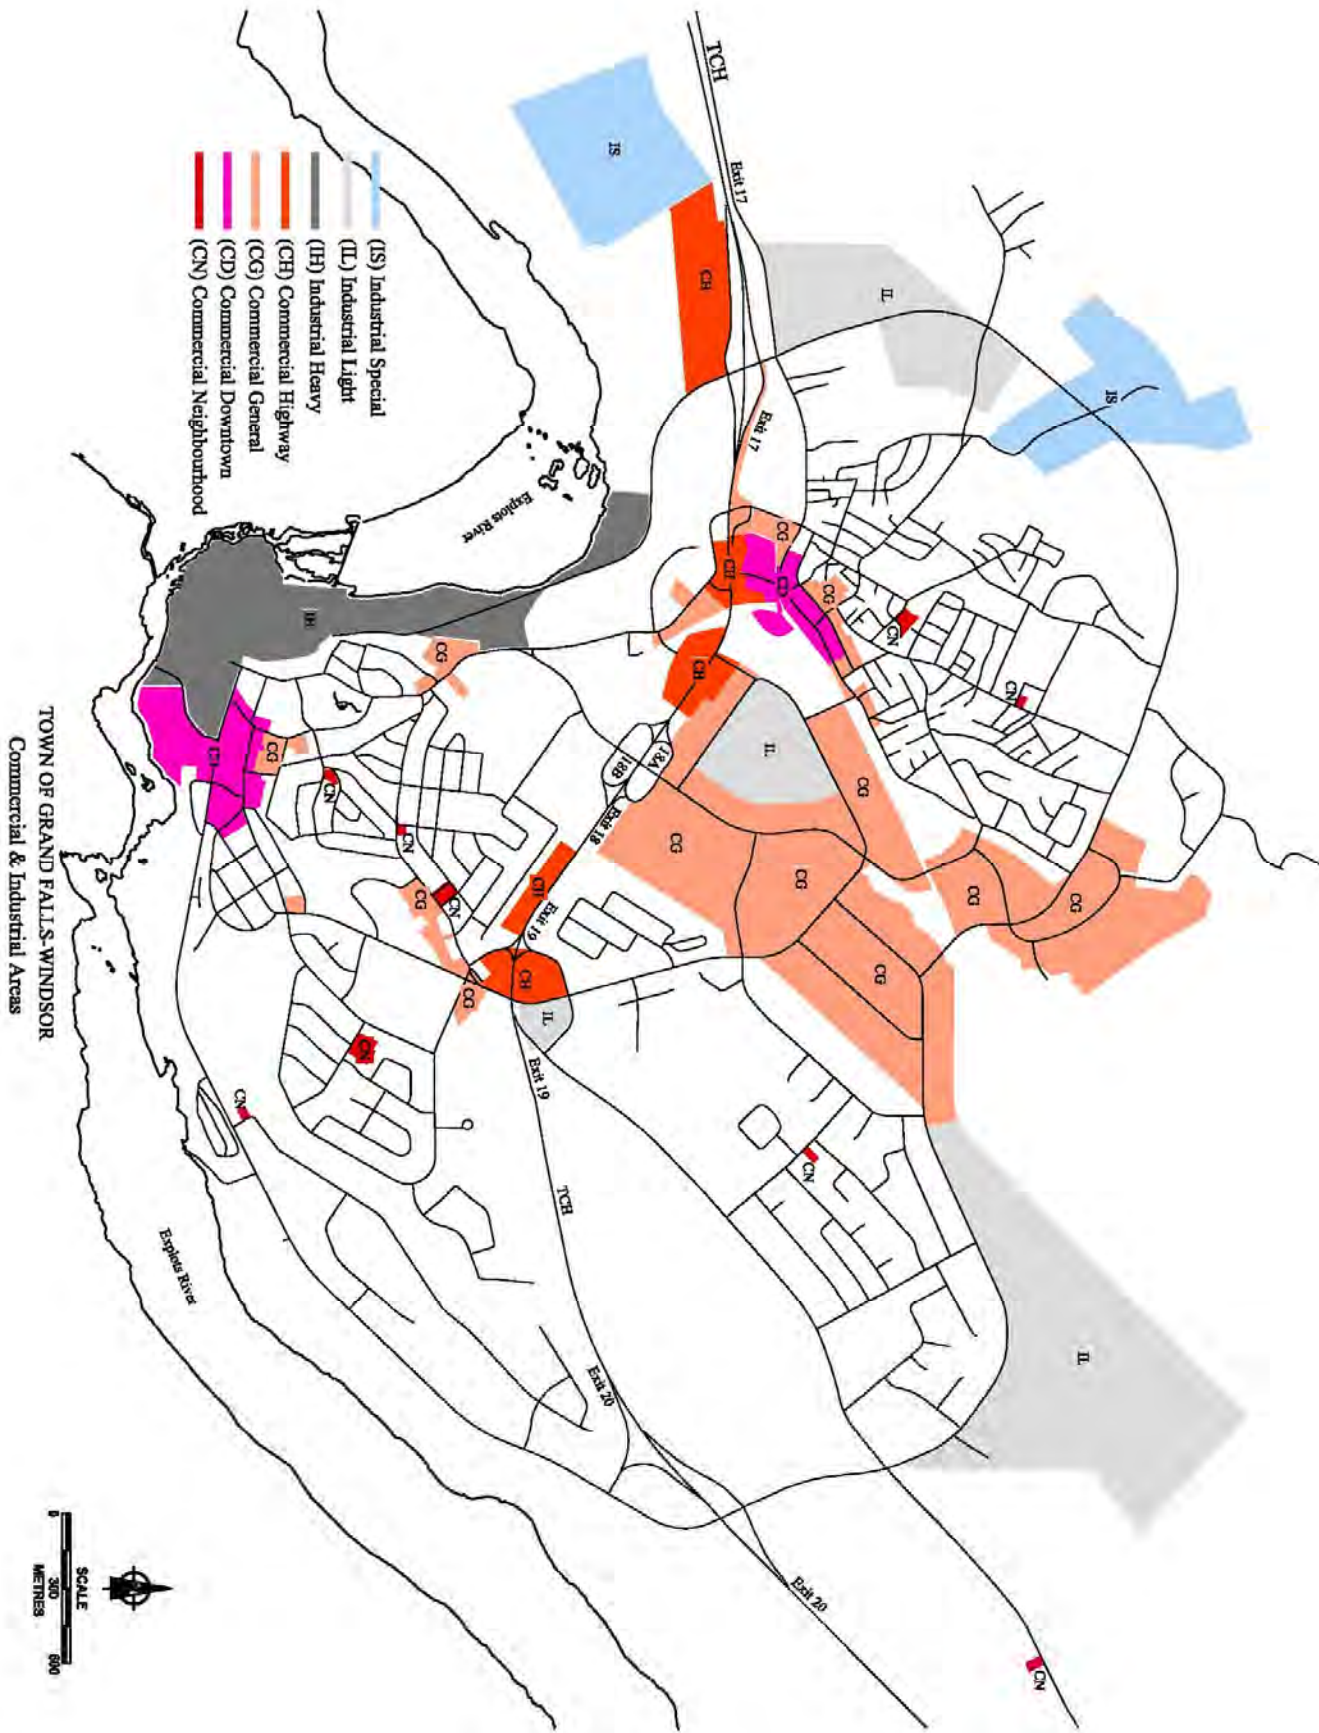 IS
IL
CG
CN
CN
CG
CN
IL
CG
CG
CG
CN
Exit 20
CG
CD
CG
IL
Exit 17
Exit 17
CH
TCH
CH
CH
CG
18A
18B
IS
Exit 18
Exit 20
TCH
Exit 19
IL
Exit 19
CH
CH
Explots River
CG
CN
CG
CG
CN
CN
CN
IH
CG
CN
CD
Explots River
(IS) Industrial Special
(IL) Industrial Light
(IH) Industrial Heavy
(CH) Commercial Highway
(CG) Commercial General
(CD) Commercial Downtown
(CN) Commercial Neighbourhood
TOWN OF GRAND FALLS-WINDSOR
Commercial & Industrial Areas
SCALE
0 300 600
METRES